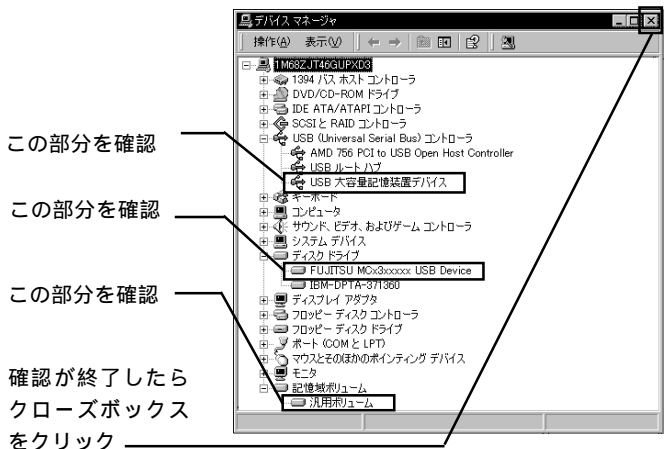 デバイス マネージャ
操作(A) 表示(V)
1M68ZJT46GUPXD3
1394 バス ホスト コントローラ
DVD/CD-ROM ドライブ
IDE ATA/ATAPI コントローラ
SCSI と RAID コントローラ
USB (Universal Serial Bus) コントローラ
AMD 756 PCI to USB Open Host Controller
USB ルート ハブ
USB 大容量記憶装置デバイス
キーボード
コンピュータ
サウンド、ビデオ、およびゲーム コントローラ
システム デバイス
ディスク ドライブ
FUJITSU MCx3xxxxx USB Device
IBM-DPTA-371360
ディスプレイ アダプタ
フロッピー ディスク コントローラ
フロッピー ディスク ドライブ
ポート (COM と LPT)
マウスとそのほかのポインティング デバイス
モニタ
記憶域ボリューム
汎用ボリューム
この部分を確認
この部分を確認
この部分を確認
確認が終了したら
クローズボックス
をクリック